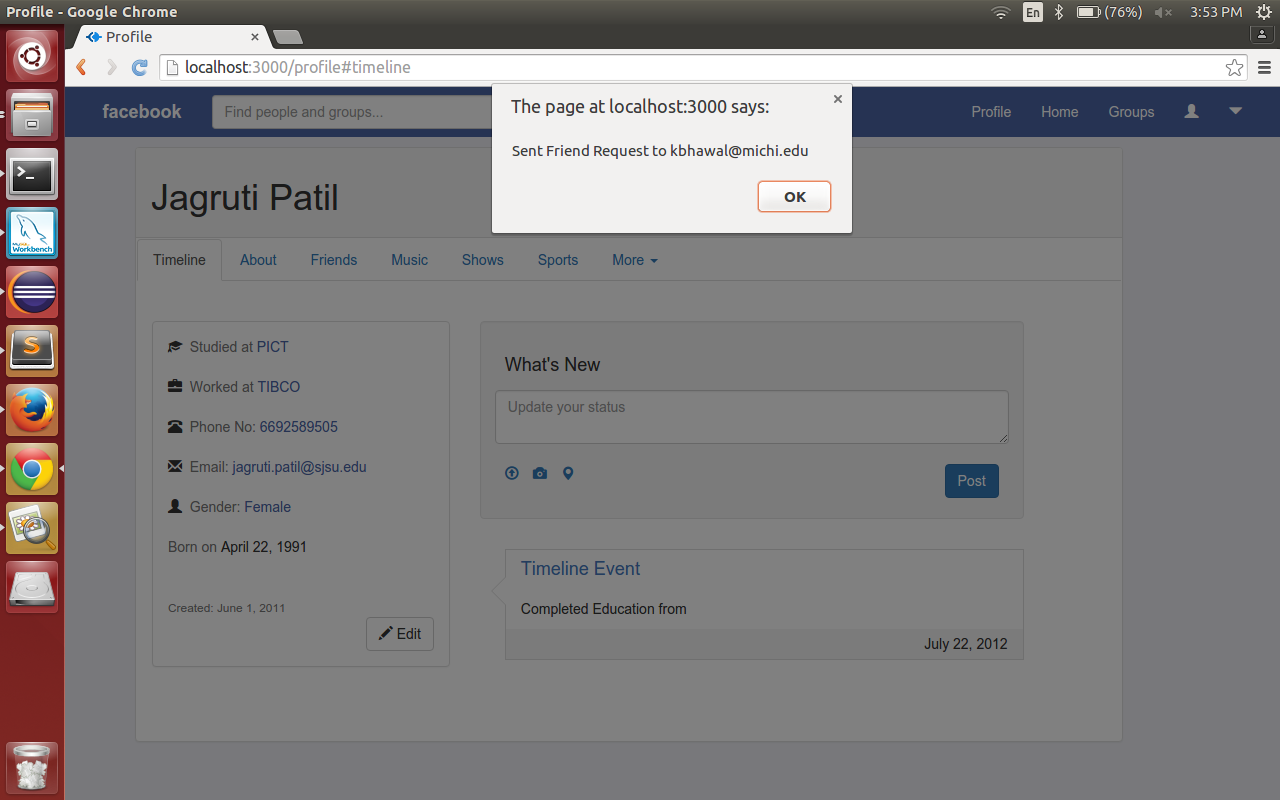 Profile - Google Chrome
En
(76%)
3:53 PM
Profile
localhost:3000/profile#timeline
facebook
Find people and groups...
Profile
Home
Groups
The page at localhost:3000 says:
Sent Friend Request to kbhawal@michi.edu
OK
Jagruti Patil
Timeline
About
Friends
Music
Shows
Sports
More
Studied at PICT
Worked at TIBCO
Phone No: 6692589505
Email: jagruti.patil@sjsu.edu
Gender: Female
Born on April 22, 1991
Created: June 1, 2011
Edit
What's New
Update your status
Post
Timeline Event
Completed Education from
July 22, 2012
Workbench
S